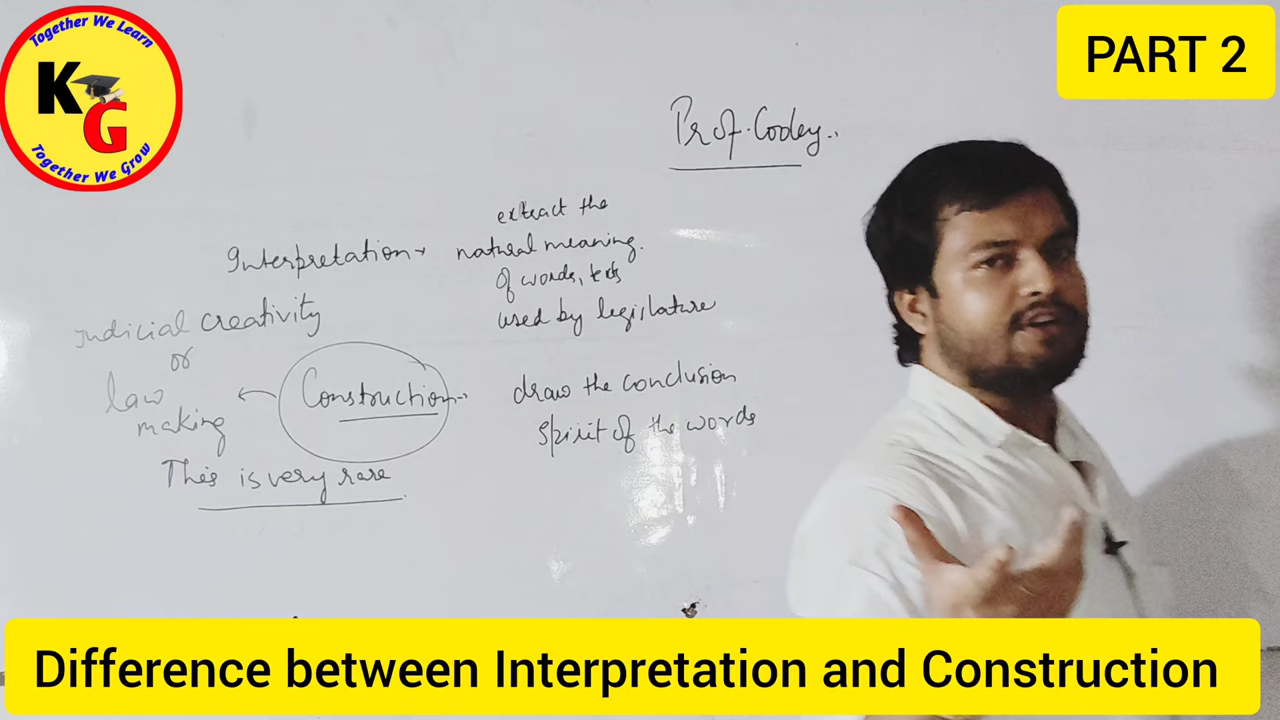 Together We Learn
KG
Together We Grow
PART 2
Prof. Codey..
Interpretation → extract the
natural meaning.
of words, texts
used by legislature
Judicial creativity
or
law
making
← Construction →
draw the conclusion
spirit of the words
This is very rare
Difference between Interpretation and Construction